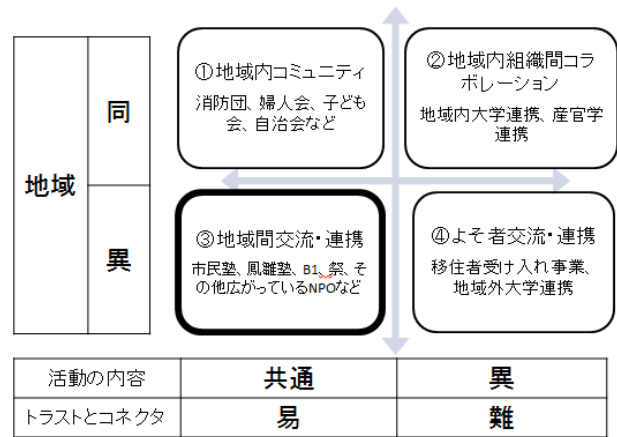 ①地域内コミュニティ
消防団、婦人会、子ども
会、自治会など
②地域内組織間コラ
ボレーション
地域内大学連携、産官学
連携
同
地域
異
③地域間交流・連携
市民塾、鳳雛塾、B1、祭、そ
の他広がっているNPOなど
④よそ者交流・連携
移住者受け入れ事業、
地域外大学連携
活動の内容 共通 異
トラストとコネクタ 易 難